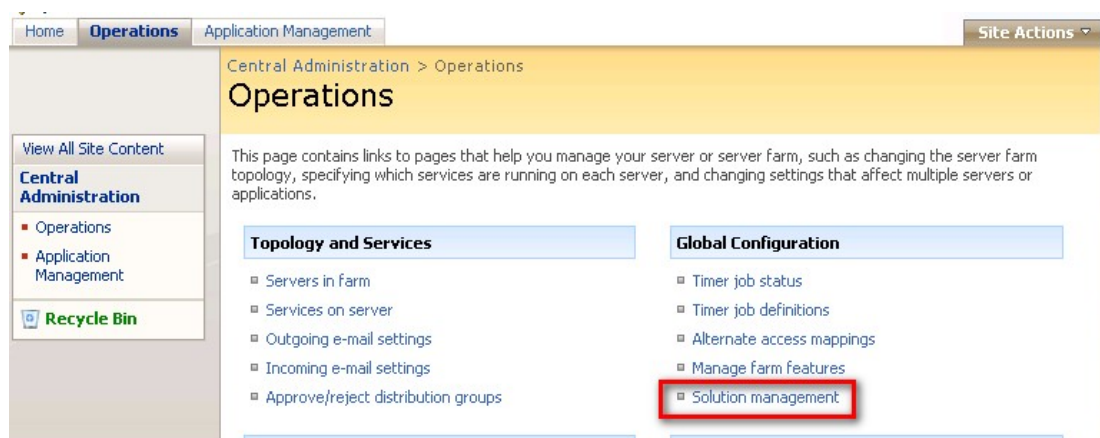 Home Operations Application Management Site Actions
Central Administration > Operations
Operations
View All Site Content
Central
Administration
Operations
Application
Management
Recycle Bin
This page contains links to pages that help you manage your server or server farm, such as changing the server farm
topology, specifying which services are running on each server, and changing settings that affect multiple servers or
applications.
Topology and Services
Servers in farm
Services on server
Outgoing e-mail settings
Incoming e-mail settings
Approve/reject distribution groups
Global Configuration
Timer job status
Timer job definitions
Alternate access mappings
Manage farm features
Solution management